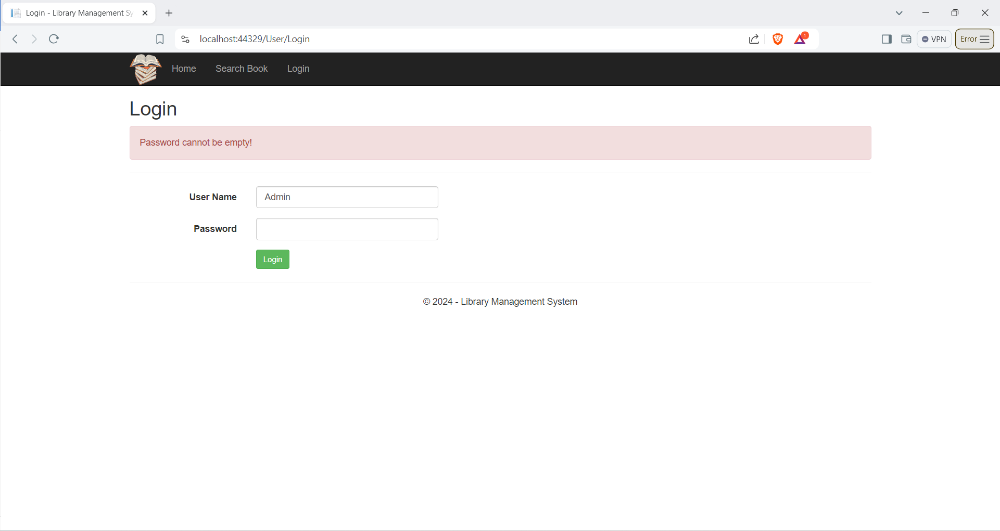 Login - Library Management Sy
localhost:44329/User/Login
1
VPN
Error
Home
Search Book
Login
Login
Password cannot be empty!
User Name
Admin
Password
Login
© 2024 - Library Management System